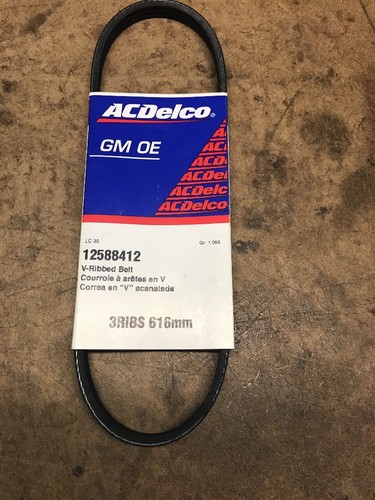 ACDelco®
GM OE
ACDelco
ACDelco
ACDelco
ACDelco
ACDelco
ACDelco
LC 35 Gr. 1.066
12588412
V-Ribbed Belt
Courroie à arêtes en V
Correa en "V" acanalada
3RIBS 616mm